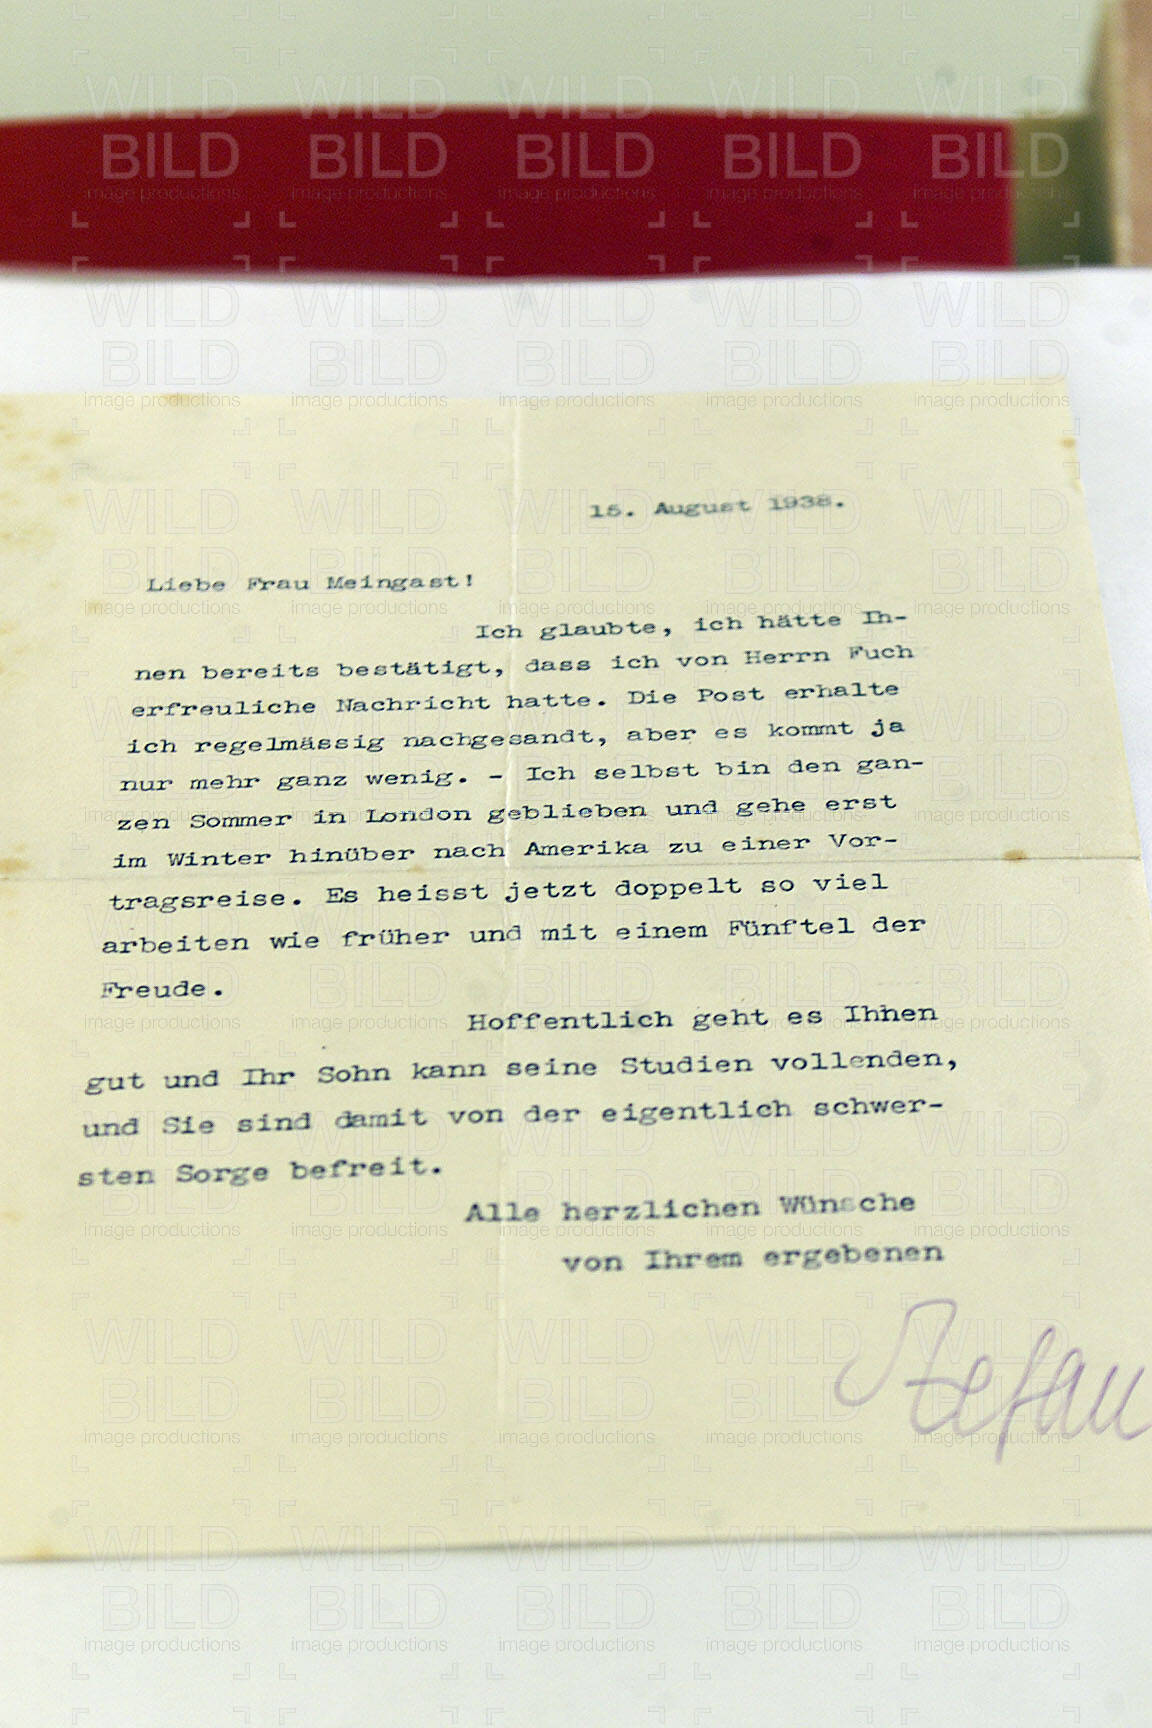 15. August 1938.
Liebe Frau Meingast!
Ich glaubte, ich hätte Ih-
nen bereits bestätigt, dass ich von Herrn Fuch
erfreuliche Nachricht hatte. Die Post erhalte
ich regelmässig nachgesandt, aber es kommt ja
nur mehr ganz wenig. - Ich selbst bin den gan-
zen Sommer in London geblieben und gehe erst
im Winter hinüber nach Amerika zu einer Vor-
tragsreise. Es heisst jetzt doppelt so viel
arbeiten wie früher und mit einem Fünftel der
Freude.
Hoffentlich geht es Ihnen
gut und Ihr Sohn kann seine Studien vollenden,
und Sie sind damit von der eigentlich schwer-
sten Sorge befreit.
Alle herzlichen Wünsche
von Ihrem ergebenen
Stefan
WILD BILD image productions